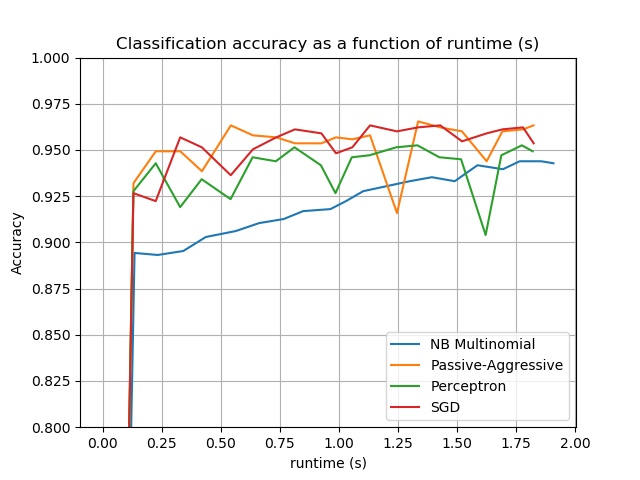 Classification accuracy as a function of runtime (s)
1.000
0.975
0.950
0.925
0.900
0.875
0.850
0.825
0.800
Accuracy
NB Multinomial
Passive-Aggressive
Perceptron
SGD
0.00 0.25 0.50 0.75 1.00 1.25 1.50 1.75 2.00
runtime (s)